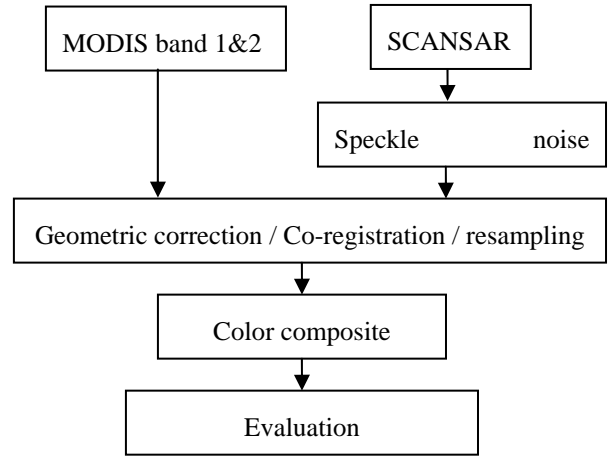 MODIS band 1&2
SCANSAR
Speckle noise
Geometric correction / Co-registration / resampling
Color composite
Evaluation